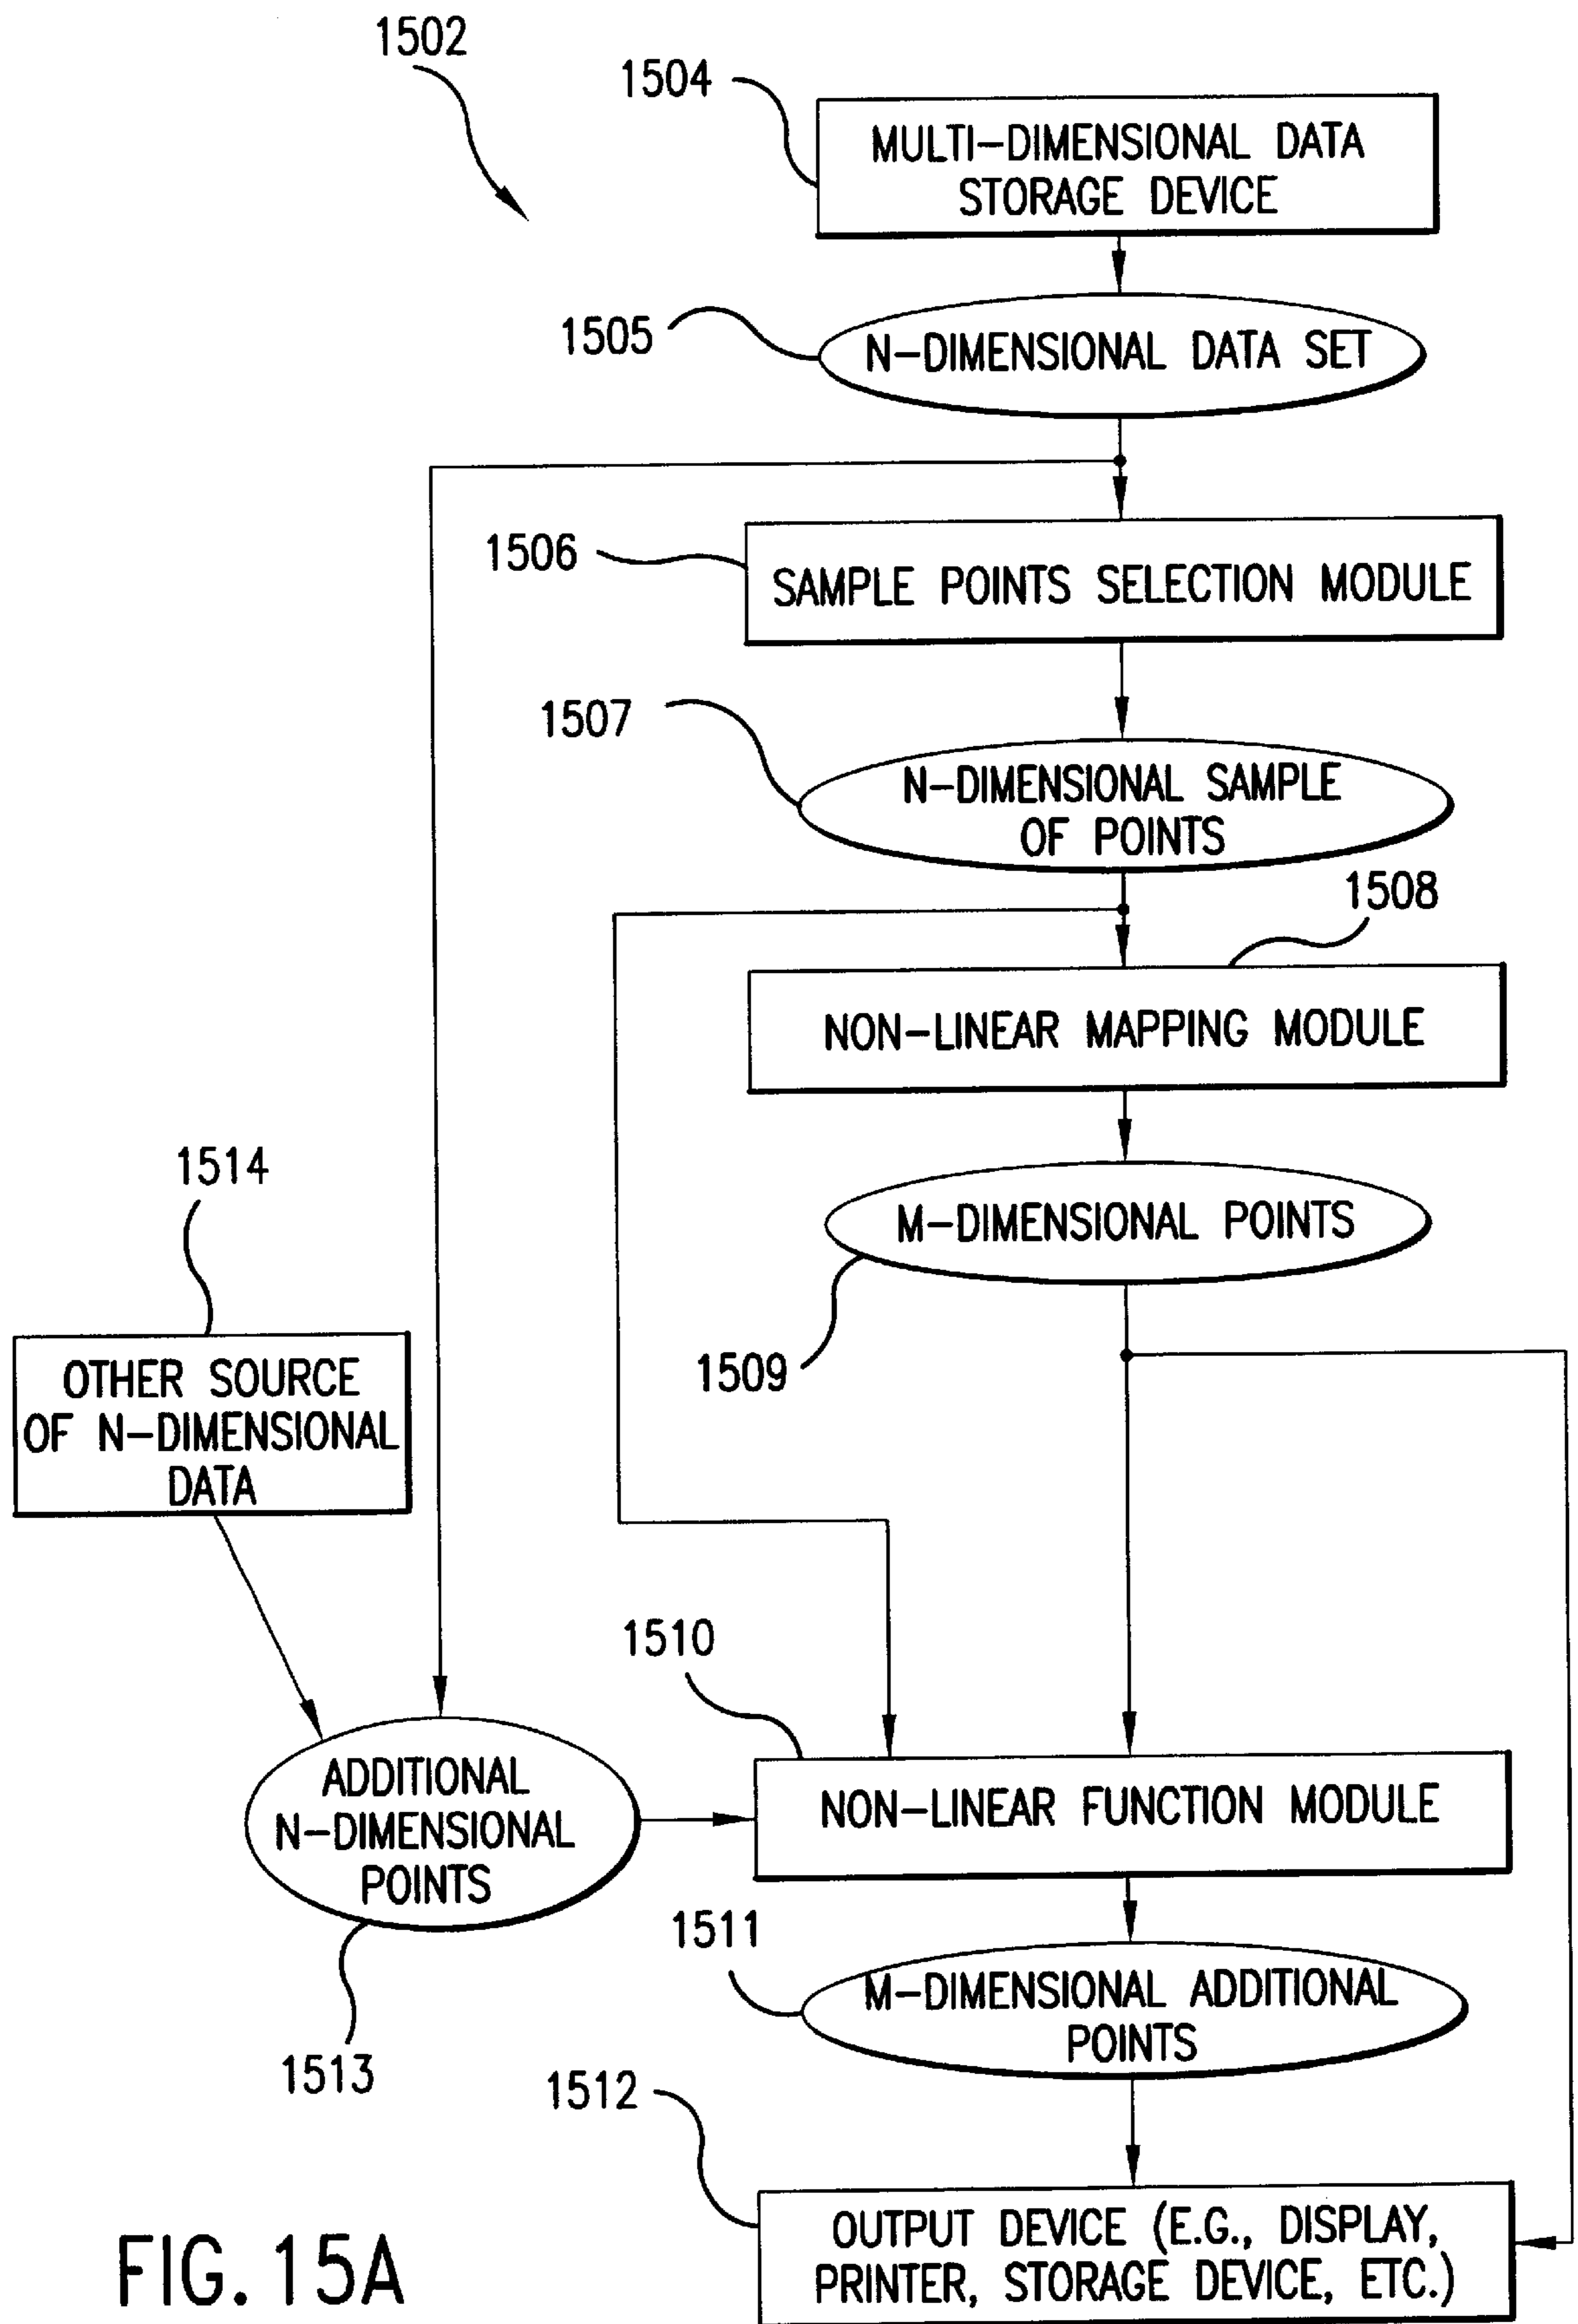 1502
1504
MULTI-DIMENSIONAL DATA
STORAGE DEVICE
1505
N-DIMENSIONAL DATA SET
1506
SAMPLE POINTS SELECTION MODULE
1507
N-DIMENSIONAL SAMPLE
OF POINTS
1508
NON-LINEAR MAPPING MODULE
1514
M-DIMENSIONAL POINTS
1509
OTHER SOURCE
OF N-DIMENSIONAL
DATA
1510
ADDITIONAL
N-DIMENSIONAL
POINTS
NON-LINEAR FUNCTION MODULE
1511
M-DIMENSIONAL ADDITIONAL
POINTS
1513
1512
OUTPUT DEVICE (E.G., DISPLAY,
PRINTER, STORAGE DEVICE, ETC.)
FIG. 15A